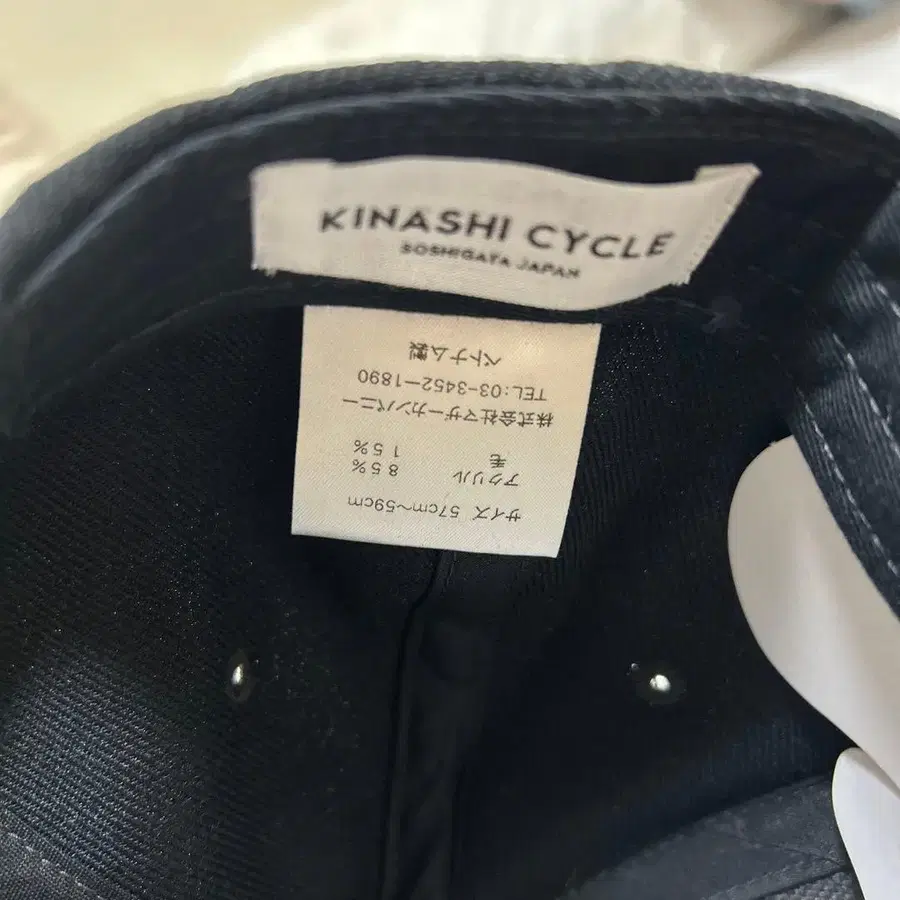 KINASHI CYCLE
SOSHIGAYA JAPAN
サイズ 57cm～59cm
アクリル 85%
毛 15%
株式会社マザーカンパニー
TEL:03-3452-1890
ベトナム製